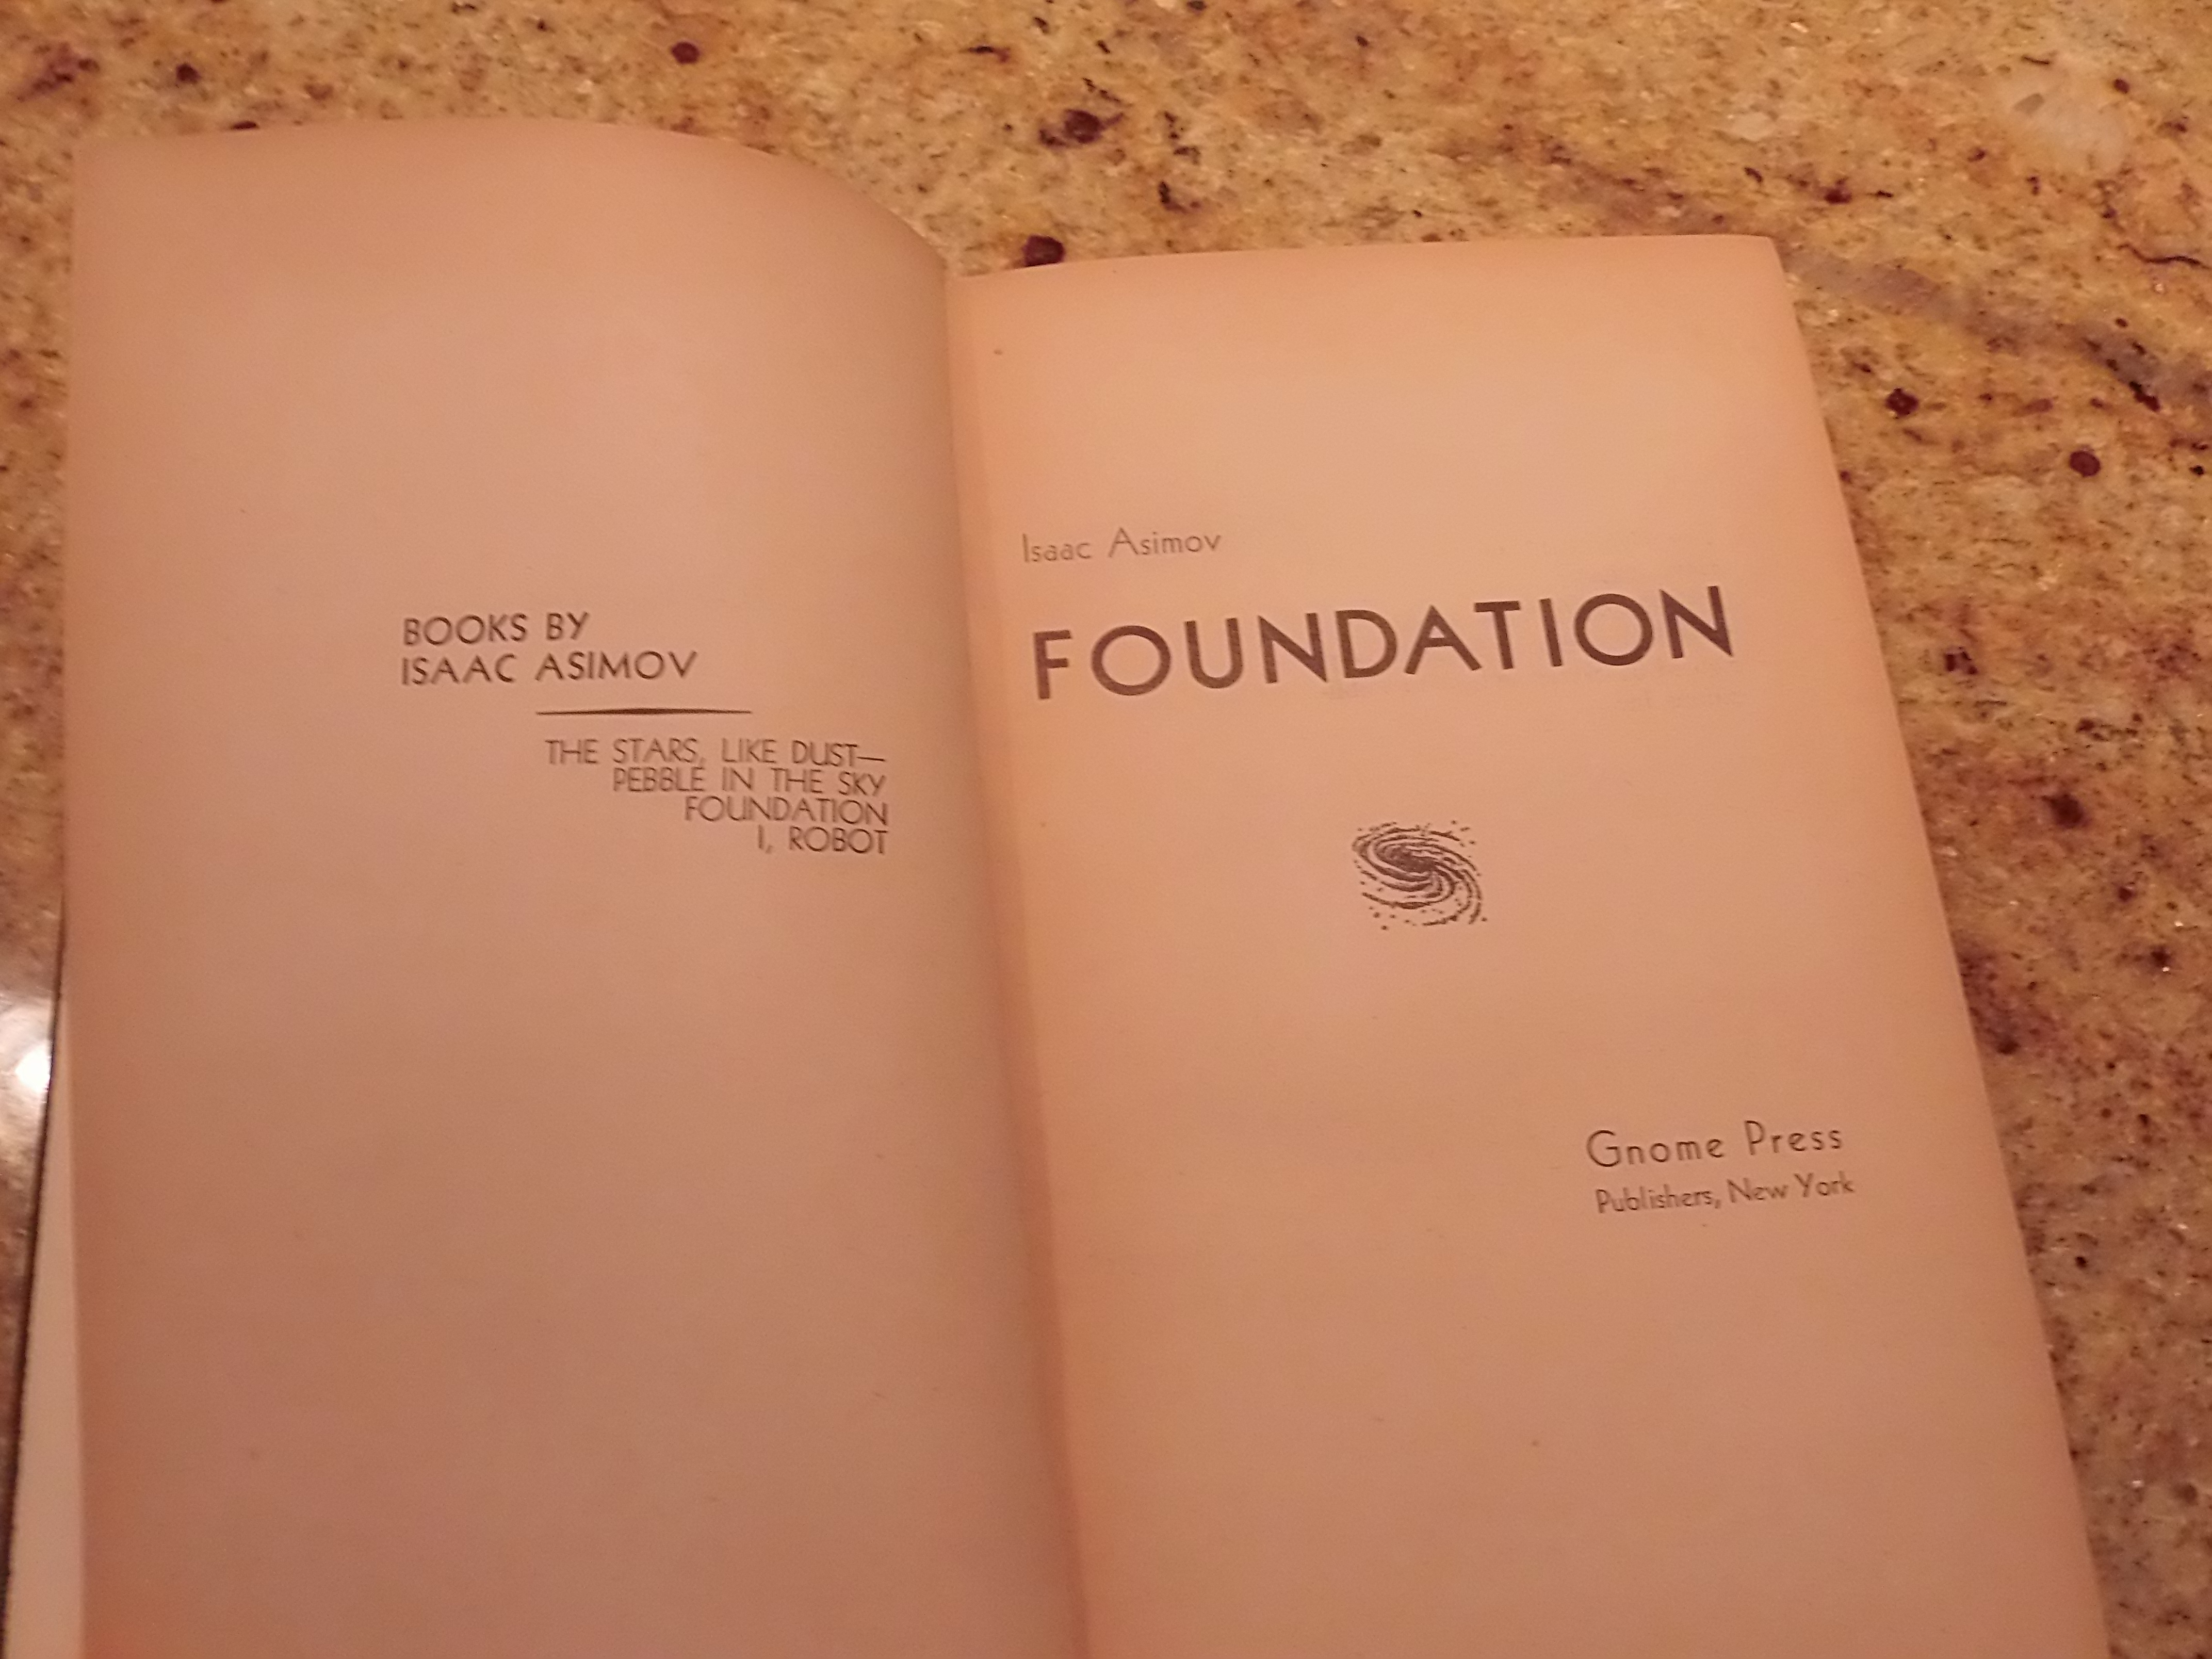 BOOKS BY
ISAAC ASIMOV
THE STARS, LIKE DUST—
PEBBLE IN THE SKY
FOUNDATION
I, ROBOT
Isaac Asimov
FOUNDATION
Gnome Press
Publishers, New York